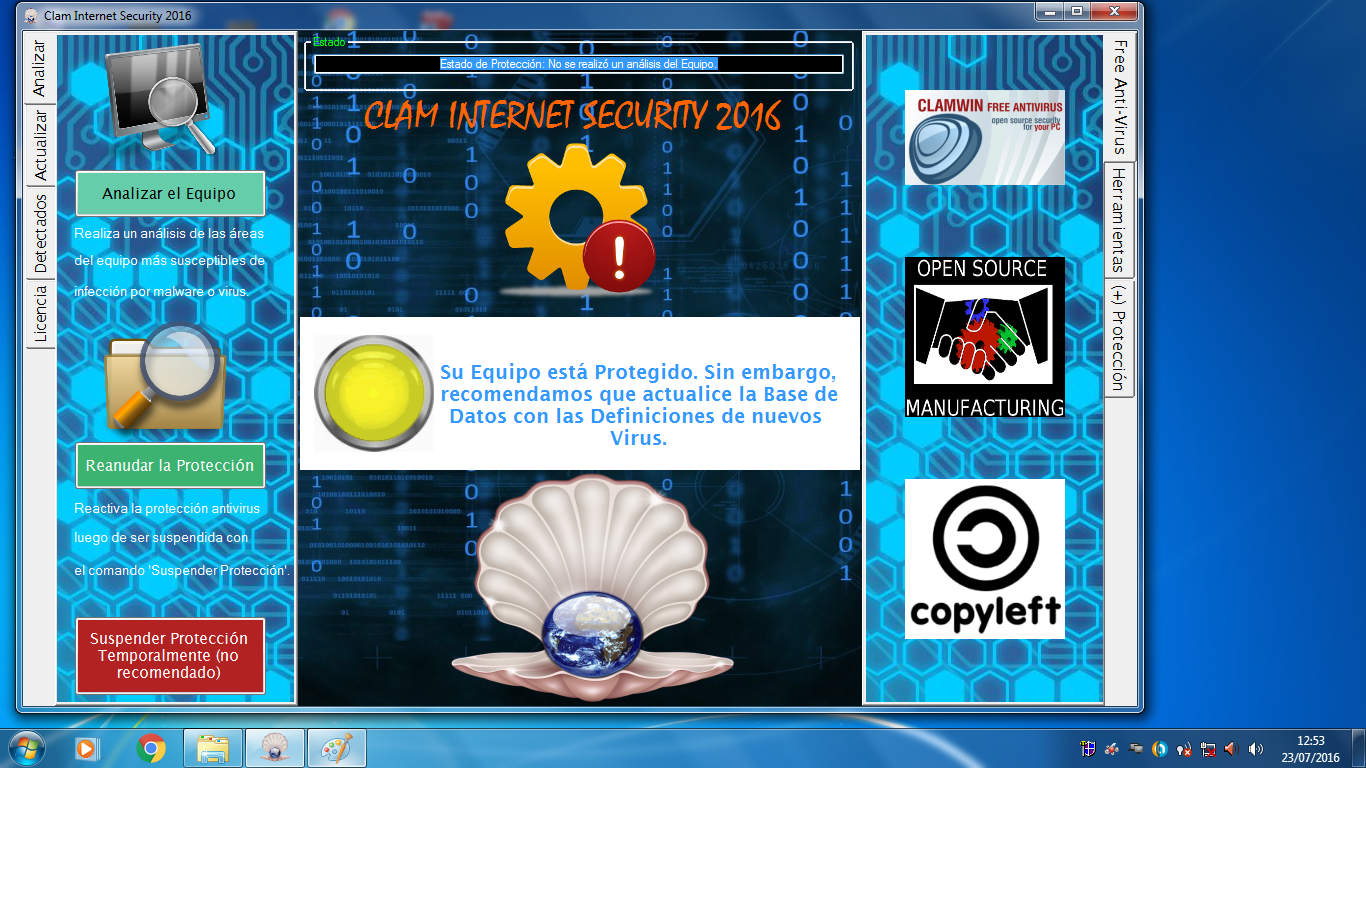 Clam Internet Security 2016
Analizar
Actualizar
Detectados
Licencia
Analizar el Equipo
Realiza un análisis de las áreas
del equipo más susceptibles de
infección por malware o virus.
Reanudar la Protección
Reactiva la protección antivirus
luego de ser suspendida con
el comando 'Suspender Protección'.
Suspender Protección
Temporalmente (no
recomendado)
Estado
Estado de Protección: No se realizó un análisis del Equipo.
CLAM INTERNET SECURITY 2016
Su Equipo está Protegido. Sin embargo,
recomendamos que actualice la Base de
Datos con las Definiciones de nuevos
Virus.
CLAMWIN FREE ANTIVIRUS
open source security
for your PC
OPEN SOURCE
MANUFACTURING
copyleft
Free Anti-Virus
Herramientas
(+) Protección
12:53
23/07/2016